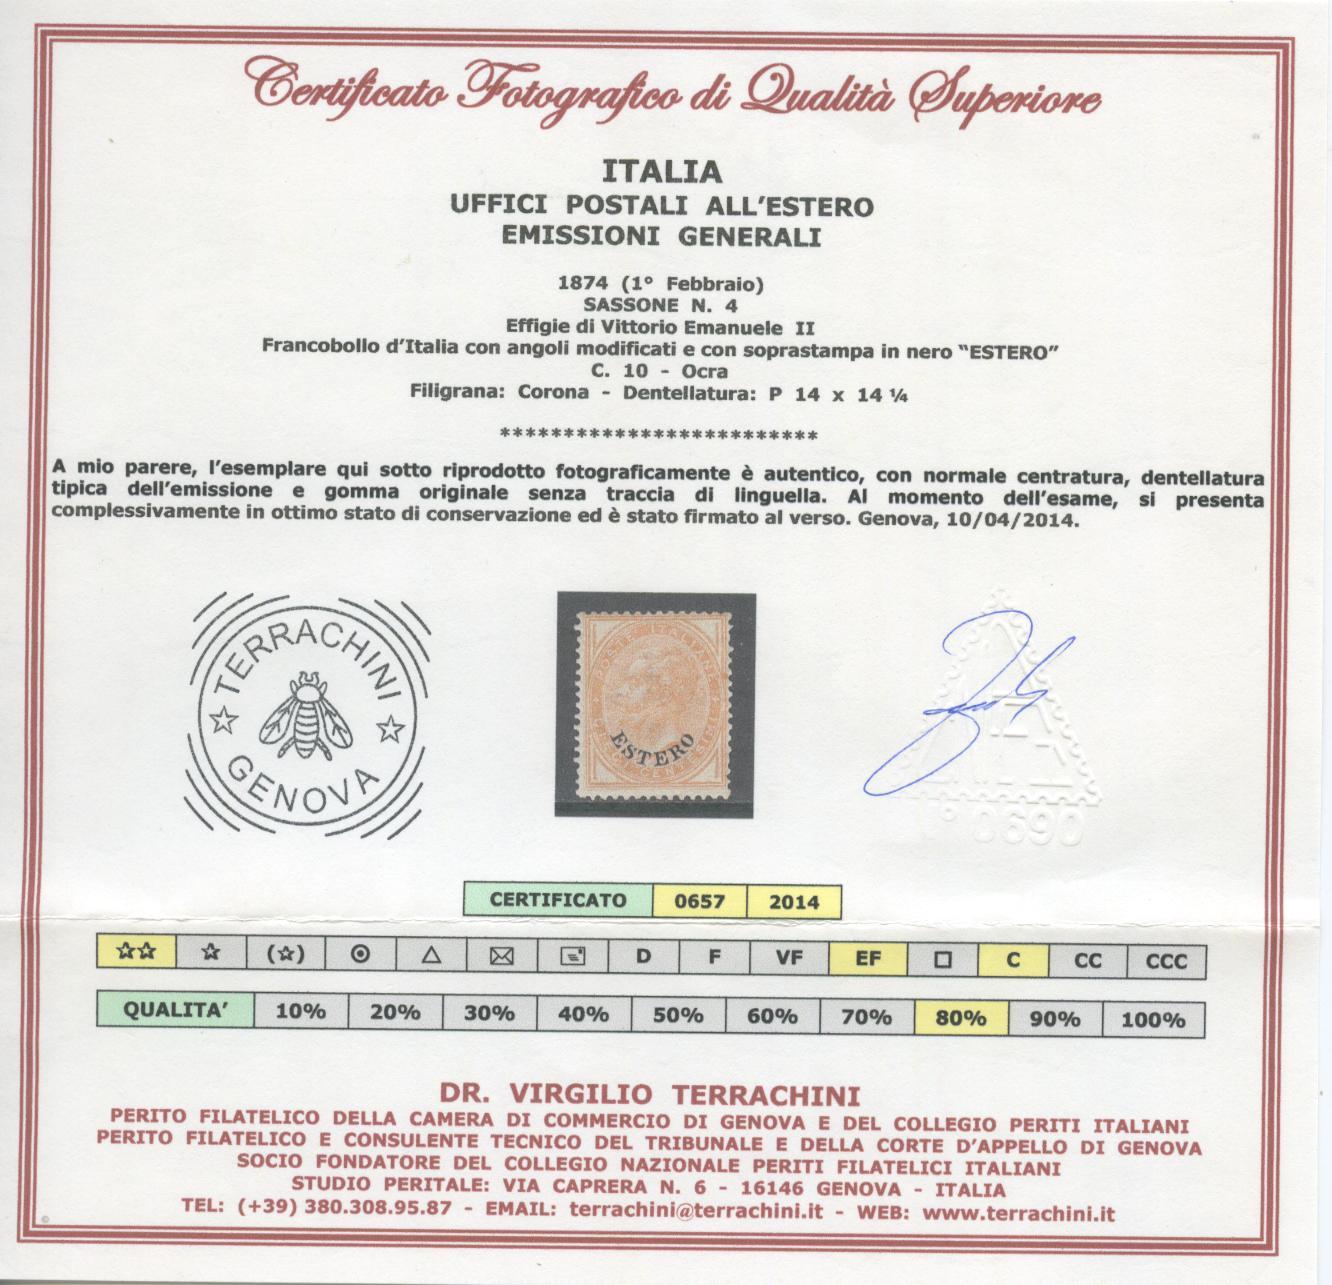 Certificato Fotografico di Qualità Superiore
ITALIA
UFFICI POSTALI ALL'ESTERO
EMISSIONI GENERALI
1874 (1° Febbraio)
SASSONE N. 4
Effigie di Vittorio Emanuele II
Francobollo d'Italia con angoli modificati e con soprastampa in nero "ESTERO"
C. 10 - Ocra
Filigrana: Corona - Dentellatura: P 14 x 14 ¼
*************************
A mio parere, l'esemplare qui sotto riprodotto fotograficamente è autentico, con normale centratura, dentellatura
tipica dell'emissione e gomma originale senza traccia di linguella. Al momento dell'esame, si presenta
complessivamente in ottimo stato di conservazione ed è stato firmato al verso. Genova, 10/04/2014.
TERRACHINI
GENOVA
POSTE ITALIANE
ESTERO
CENTESIMI
0690
CERTIFICATO 0657 2014
☆☆ ☆ (☆) ⊙ △ ✉ D F VF EF □ C CC CCC
QUALITA' 10% 20% 30% 40% 50% 60% 70% 80% 90% 100%
DR. VIRGILIO TERRACHINI
PERITO FILATELICO DELLA CAMERA DI COMMERCIO DI GENOVA E DEL COLLEGIO PERITI ITALIANI
PERITO FILATELICO E CONSULENTE TECNICO DEL TRIBUNALE E DELLA CORTE D'APPELLO DI GENOVA
SOCIO FONDATORE DEL COLLEGIO NAZIONALE PERITI FILATELICI ITALIANI
STUDIO PERITALE: VIA CAPRERA N. 6 - 16146 GENOVA - ITALIA
TEL: (+39) 380.308.95.87 - EMAIL: terrachini@terrachini.it - WEB: www.terrachini.it